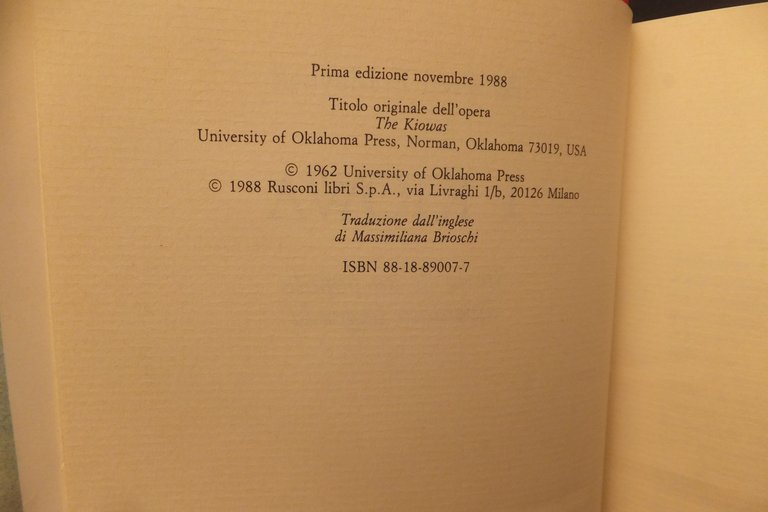 Prima edizione novembre 1988
Titolo originale dell'opera
The Kiowas
University of Oklahoma Press, Norman, Oklahoma 73019, USA
© 1962 University of Oklahoma Press
© 1988 Rusconi libri S.p.A., via Livraghi 1/b, 20126 Milano
Traduzione dall'inglese
di Massimiliana Brioschi
ISBN 88-18-89007-7